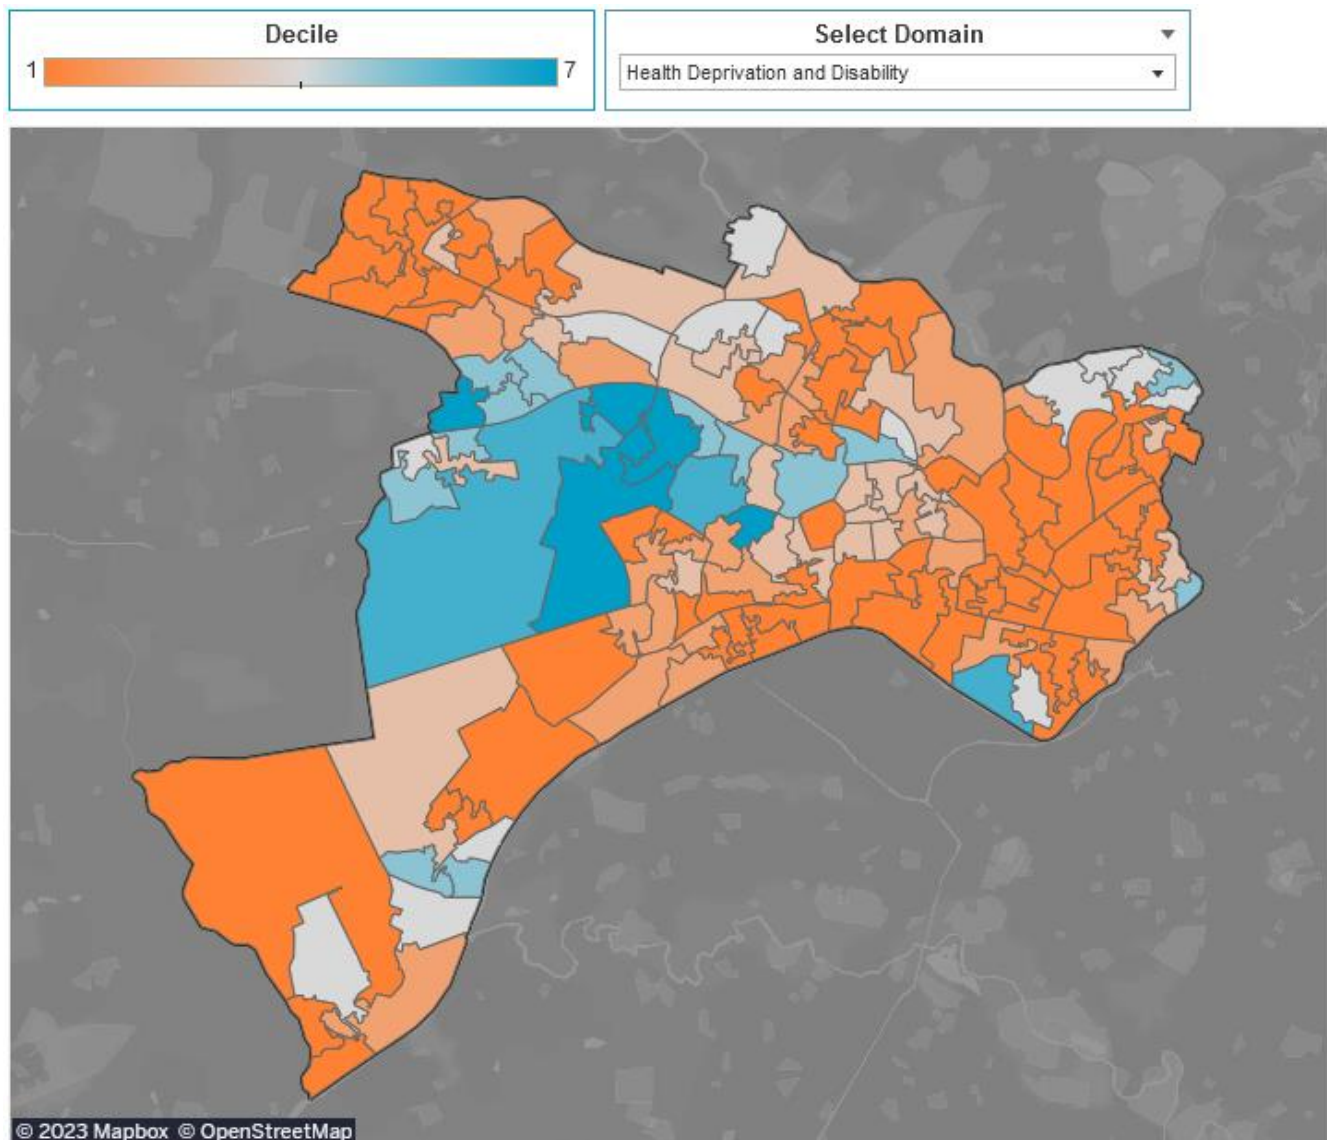 Decile
1 7
Select Domain
Health Deprivation and Disability
© 2023 Mapbox © OpenStreetMap